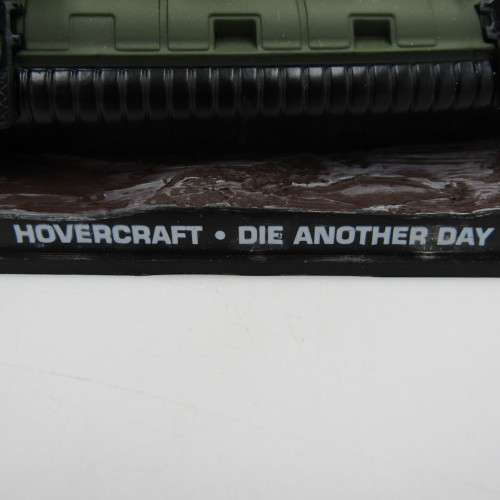 HOVERCRAFT • DIE ANOTHER DAY